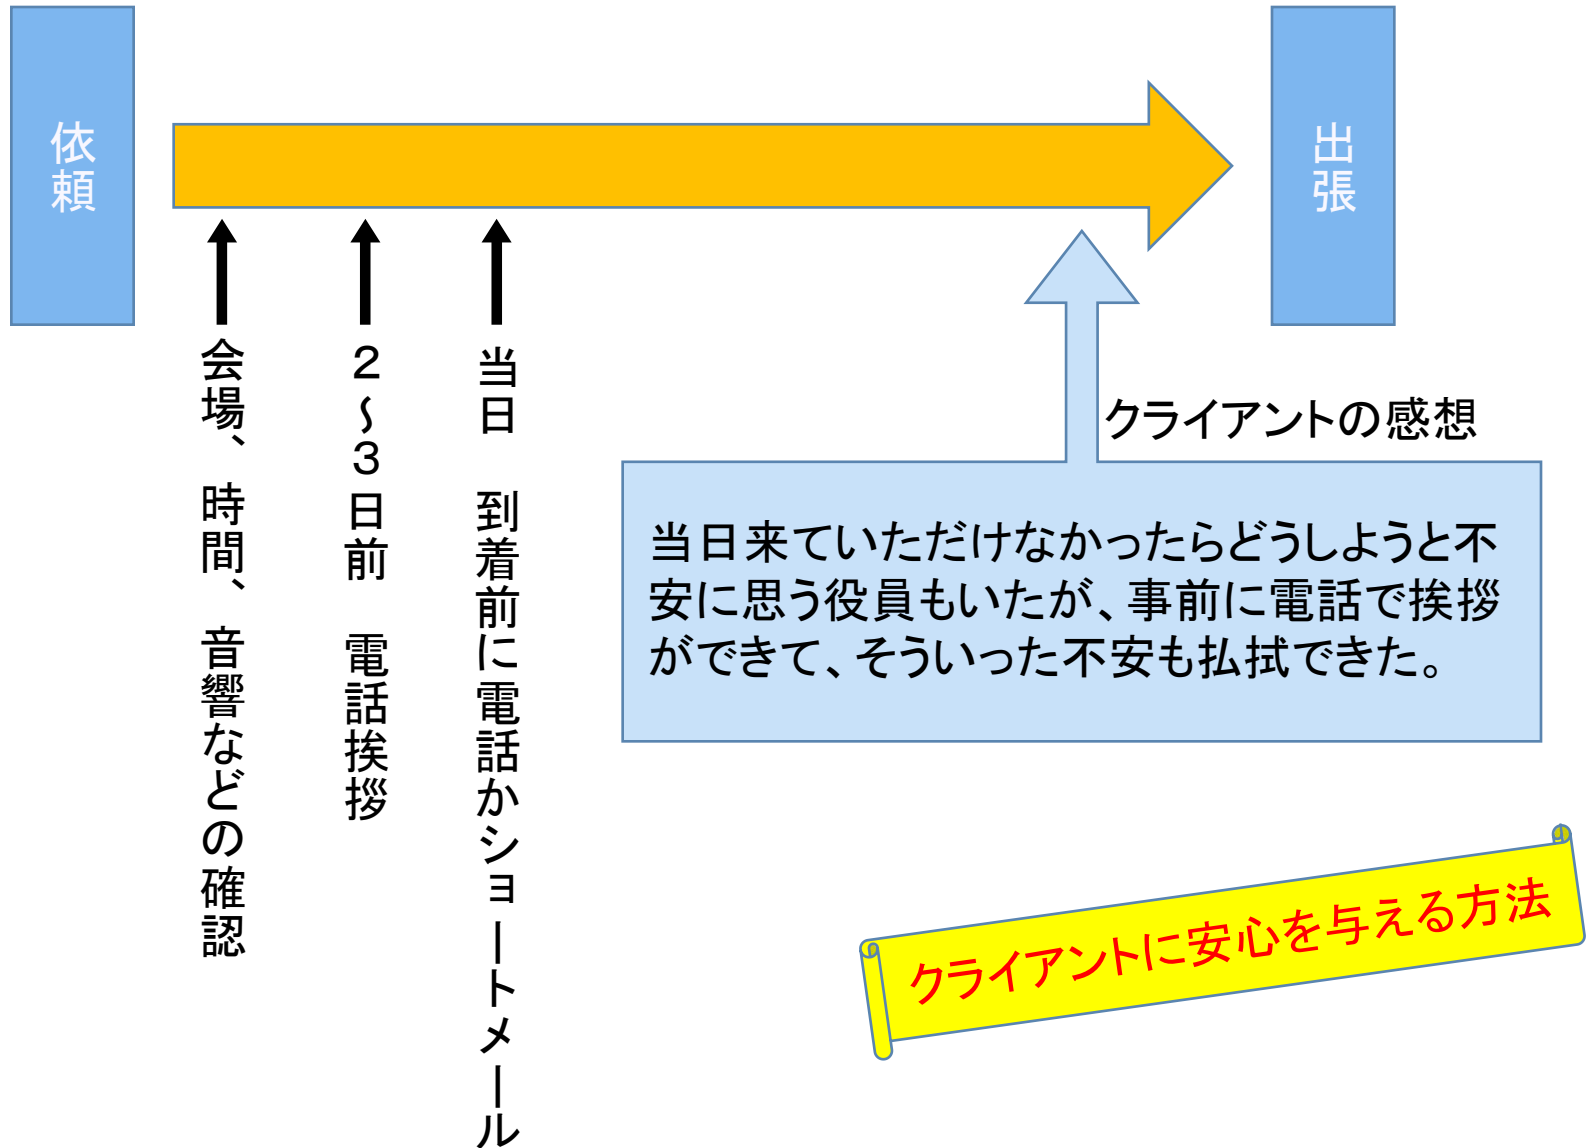 依頼
出張
会場、時間、音響などの確認
２～３日前　電話挨拶
当日　到着前に電話かショートメール
クライアントの感想
当日来ていただけなかったらどうしようと不
安に思う役員もいたが、事前に電話で挨拶
ができて、そういった不安も払拭できた。
クライアントに安心を与える方法